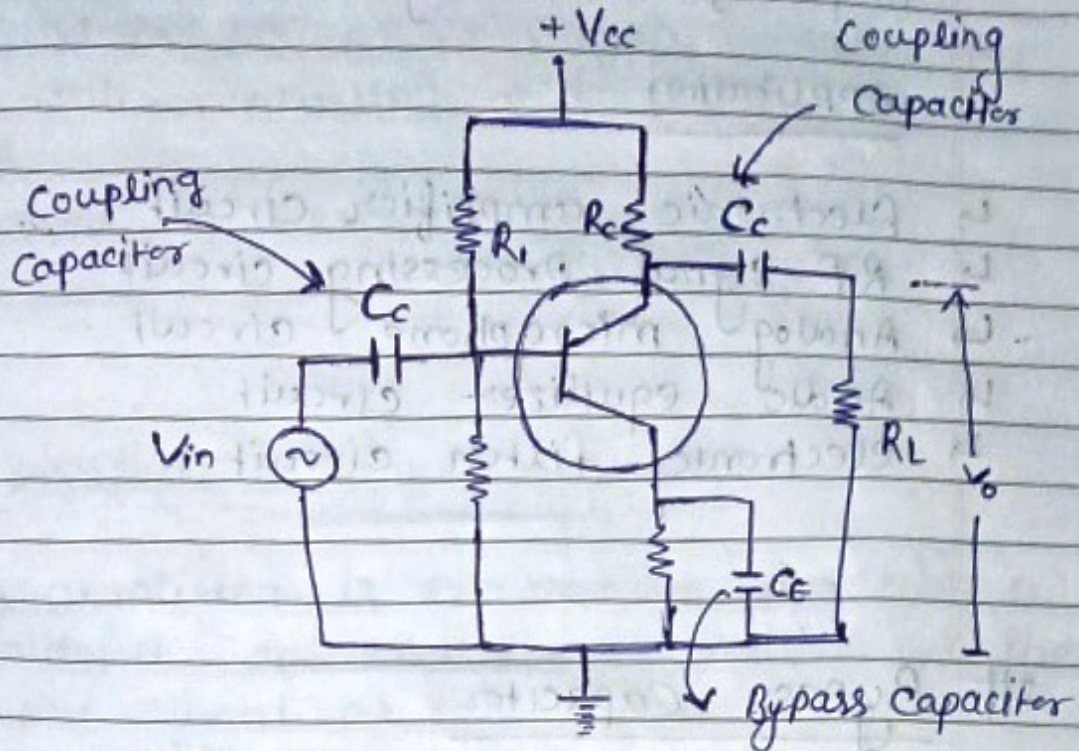 + Vcc
Coupling
Capacitor
Coupling
Capacitor
R1
Rc
Cc
Cc
Vin
RL
Vo
CE
Bypass Capacitor